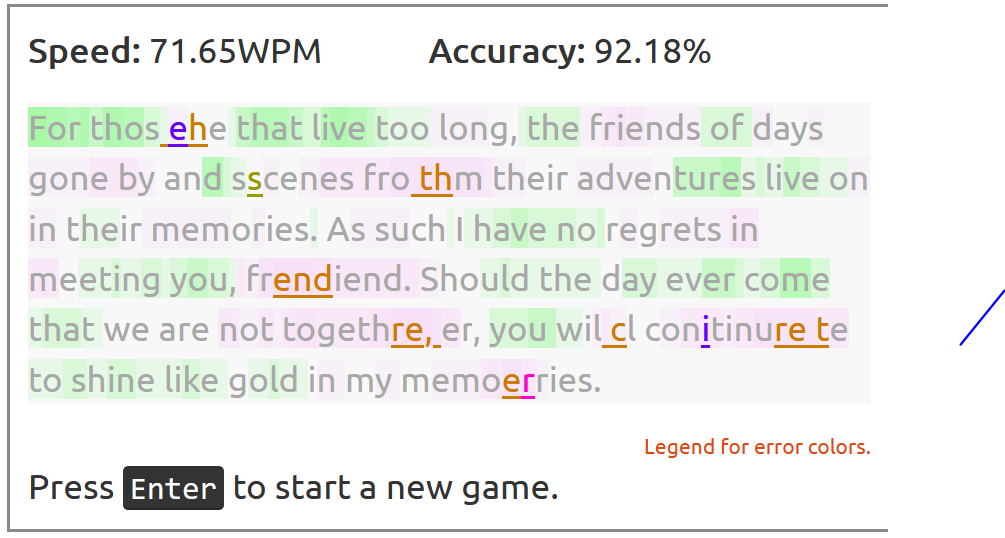 Speed: 71.65WPM Accuracy: 92.18%
For thos ehe that live too long, the friends of days
gone by and sscenes fro thm their adventures live on
in their memories. As such I have no regrets in
meeting you, frendiend. Should the day ever come
that we are not togethre, er, you wil cl conitinure te
to shine like gold in my memoerries.
Legend for error colors.
Press Enter to start a new game.